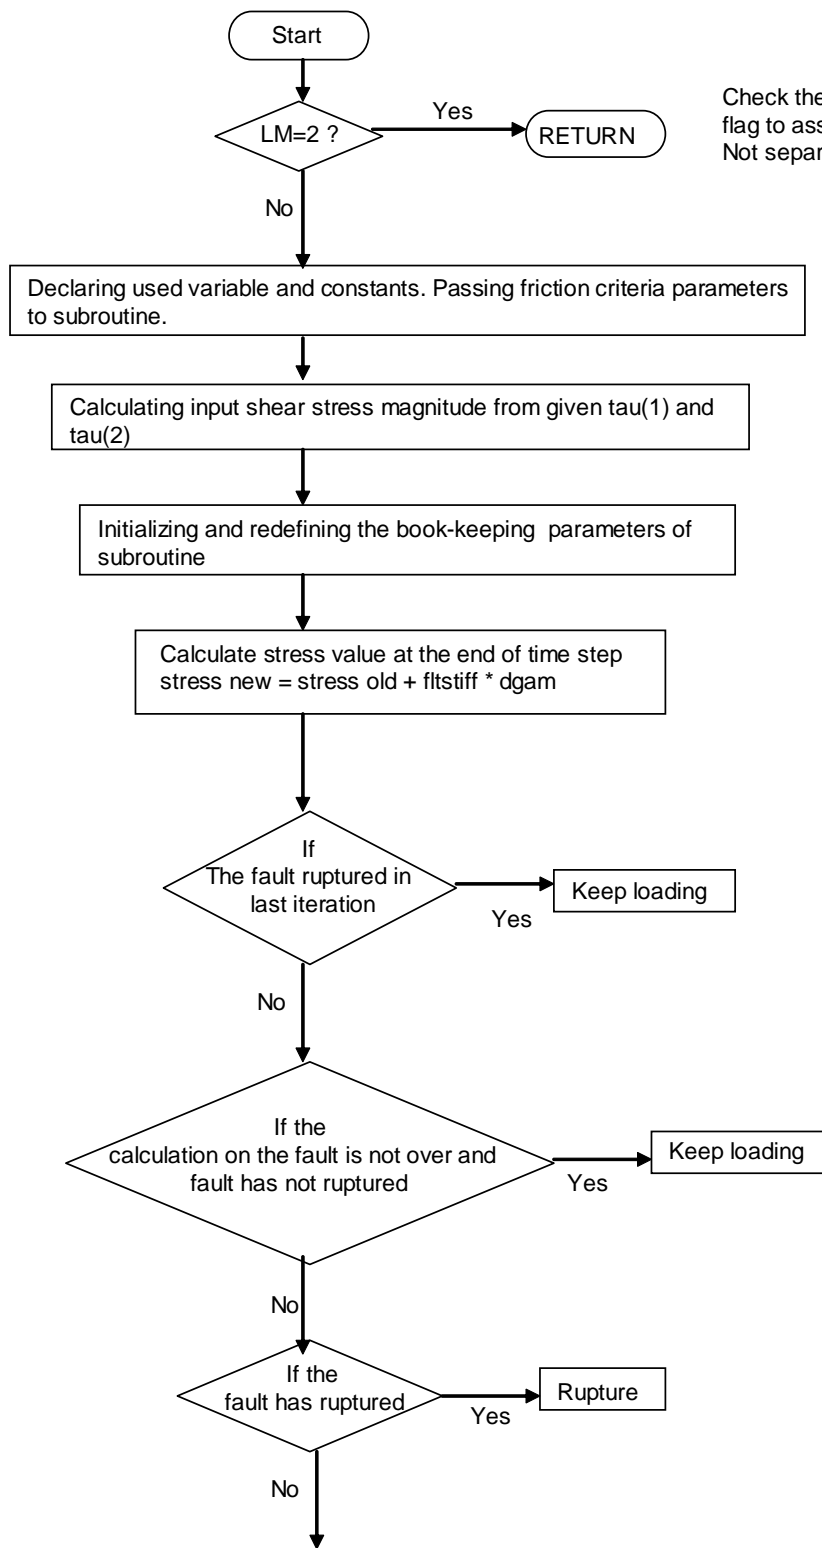 Start
LM=2 ?
Yes
RETURN
Check the
flag to
Not
No
Declaring used variable and constants. Passing friction criteria parameters
to subroutine.
Calculating input shear stress magnitude from given tau(1) and
tau(2)
Initializing and redefining the book-keeping parameters of
subroutine
Calculate stress value at the end of time step
stress new = stress old + fltstiff * dgam
If
The fault ruptured in
last iteration
Yes
Keep loading
No
If the
calculation on the fault is not over and
fault has not ruptured
Yes
Keep loading
No
If the
fault has ruptured
Yes
Rupture
No